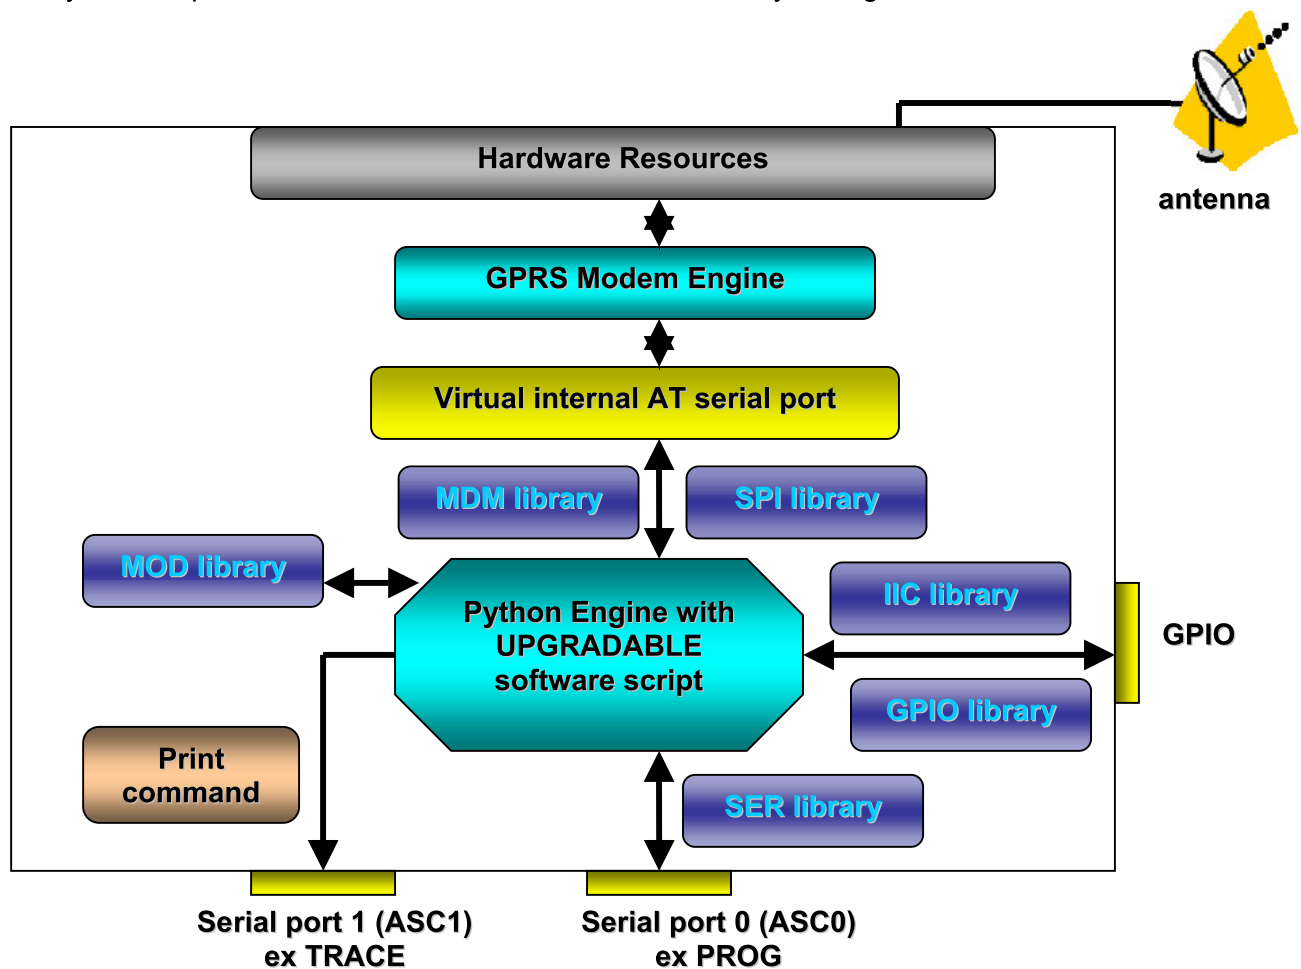 Hardware Resources
antenna
GPRS Modem Engine
Virtual internal AT serial port
MDM library
SPI library
MOD library
IIC library
Python Engine with
UPGRADABLE
software script
GPIO
GPIO library
Print
command
SER library
Serial port 1 (ASC1)
ex TRACE
Serial port 0 (ASC0)
ex PROG